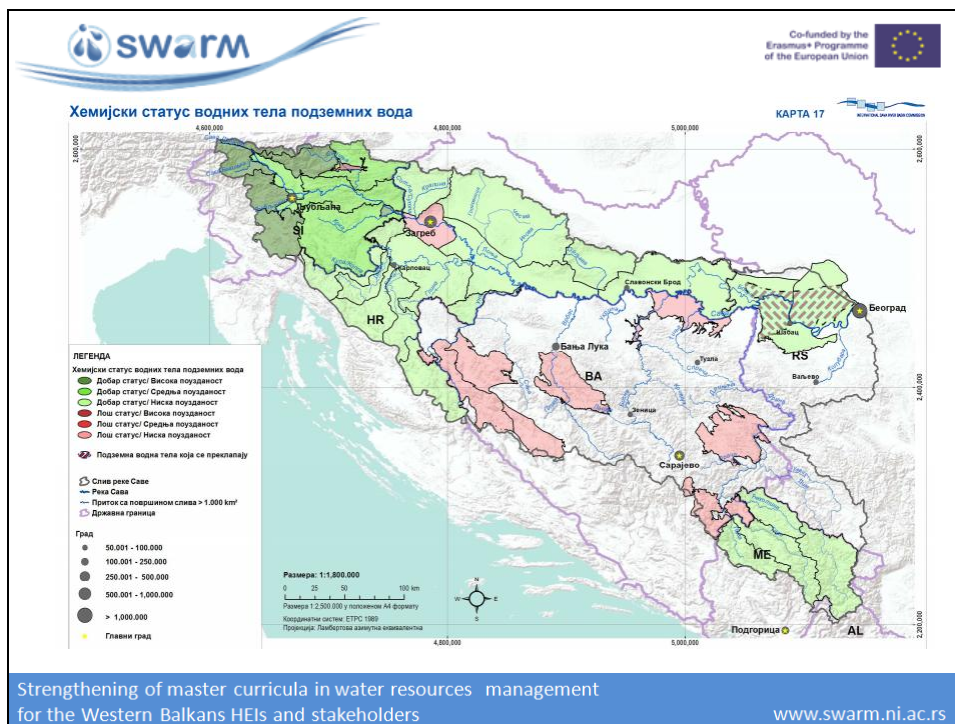 swarm
Co-funded by the
Erasmus+ Programme
of the European Union
Хемијски статус водних тела подземних вода
КАРТА 17
INTERNATIONAL SAVA RIVER BASIN COMMISSION
4,600,000
4,800,000
5,000,000
2,600,000
2,600,000
Љубљана
SI
Загреб
Карловац
HR
Славонски Брод
Београд
Шабац
RS
Бања Лука
BA
Тузла
Ваљево
2,400,000
Зеница
Сарајево
ME
Подгорица
AL
2,200,000
4,800,000
5,000,000
ЛЕГЕНДА
Хемијски статус водних тела подземних вода
Добар статус/ Висока поузданост
Добар статус/ Средња поузданост
Добар статус/ Ниска поузданост
Лош статус/ Висока поузданост
Лош статус/ Средња поузданост
Лош статус/ Ниска поузданост
Подземна водна тела која се преклапају
Слив реке Саве
Река Сава
Приток са површином слива > 1.000 km²
Државна граница
Град
50.001 - 100.000
100.001 - 250.000
250.001 - 500.000
500.001 - 1,000.000
> 1,000.000
Главни град
Размера: 1:1,800.000
0 25 50 100 km
Размера 1:2,500.000 у положеном А4 формату
Координатни систем: ЕТРС 1989
Пројекција: Ламбертова азимутна еквивалентна
N
W E
S
Strengthening of master curricula in water resources management
for the Western Balkans HEIs and stakeholders
www.swarm.ni.ac.rs